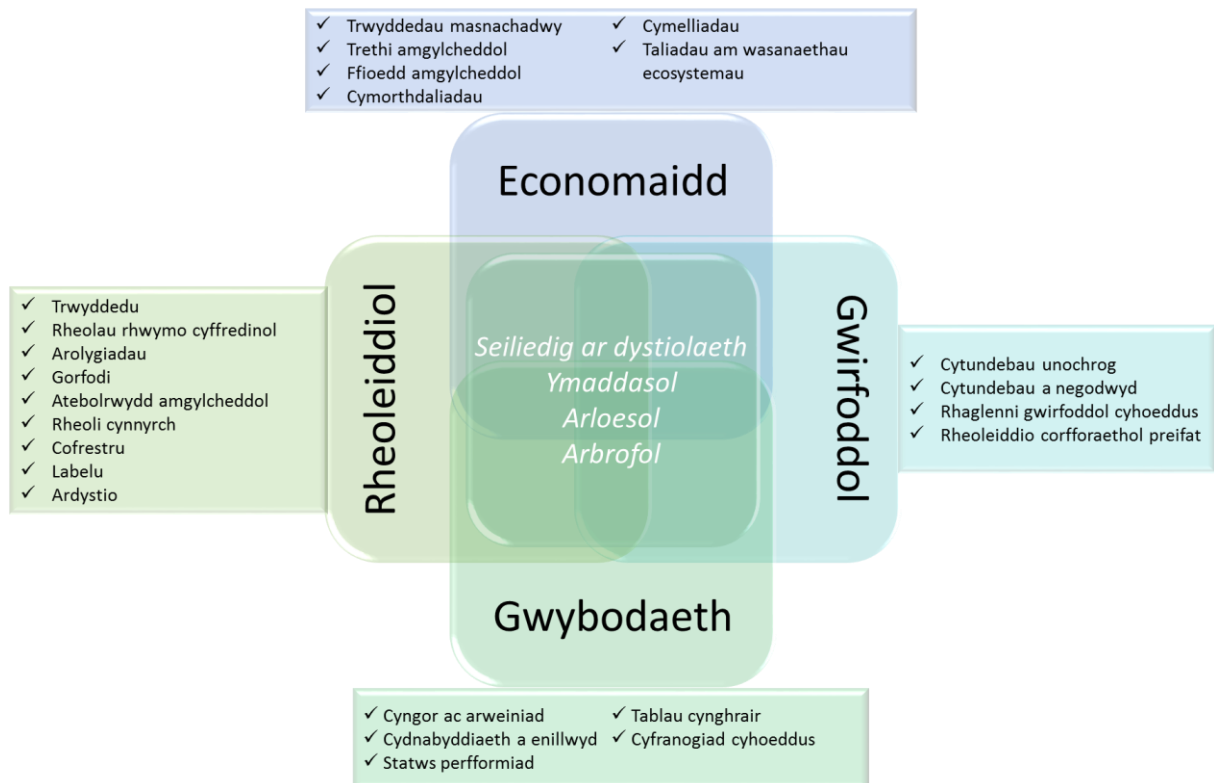 ✓ Trwyddedau masnachadwy
✓ Trethi amgylcheddol
✓ Ffioedd amgylcheddol
✓ Cymorthdaliadau
✓ Cymelliadau
✓ Taliadau am wasanaethau
ecosystemau
Economaidd
Rheoleiddiol
✓ Trwyddedu
✓ Rheolau rhwymo cyffredinol
✓ Arolygiadau
✓ Gorfodi
✓ Atebolrwydd amgylcheddol
✓ Rheoli cynnyrch
✓ Cofrestru
✓ Labelu
✓ Ardystio
Seiliedig ar dystiolaeth
Ymaddasol
Arloesol
Arbrofol
Gwirfoddol
✓ Cytundebau unochrog
✓ Cytundebau a negodwyd
✓ Rhaglenni gwirfoddol cyhoeddus
✓ Rheoleiddio corfforaethol preifat
Gwybodaeth
✓ Cyngor ac arweiniad
✓ Cydnabyddiaeth a enillwyd
✓ Statws perfformiad
✓ Tablau cynghrair
✓ Cyfranogiad cyhoeddus